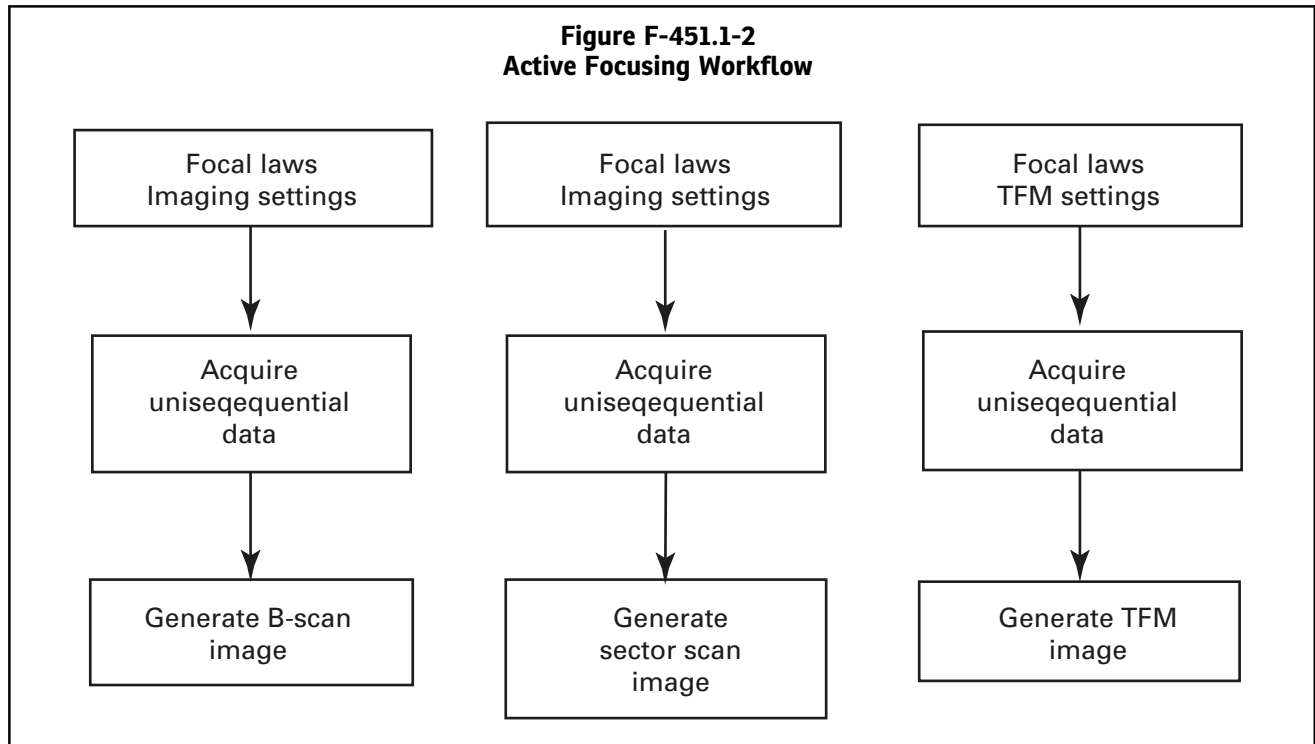 Figure F-451.1-2
Active Focusing Workflow
Focal laws
Imaging settings
Focal laws
Imaging settings
Focal laws
TFM settings
Acquire
uniseqequential
data
Acquire
uniseqequential
data
Acquire
uniseqequential
data
Generate B-scan
image
Generate
sector scan
image
Generate TFM
image